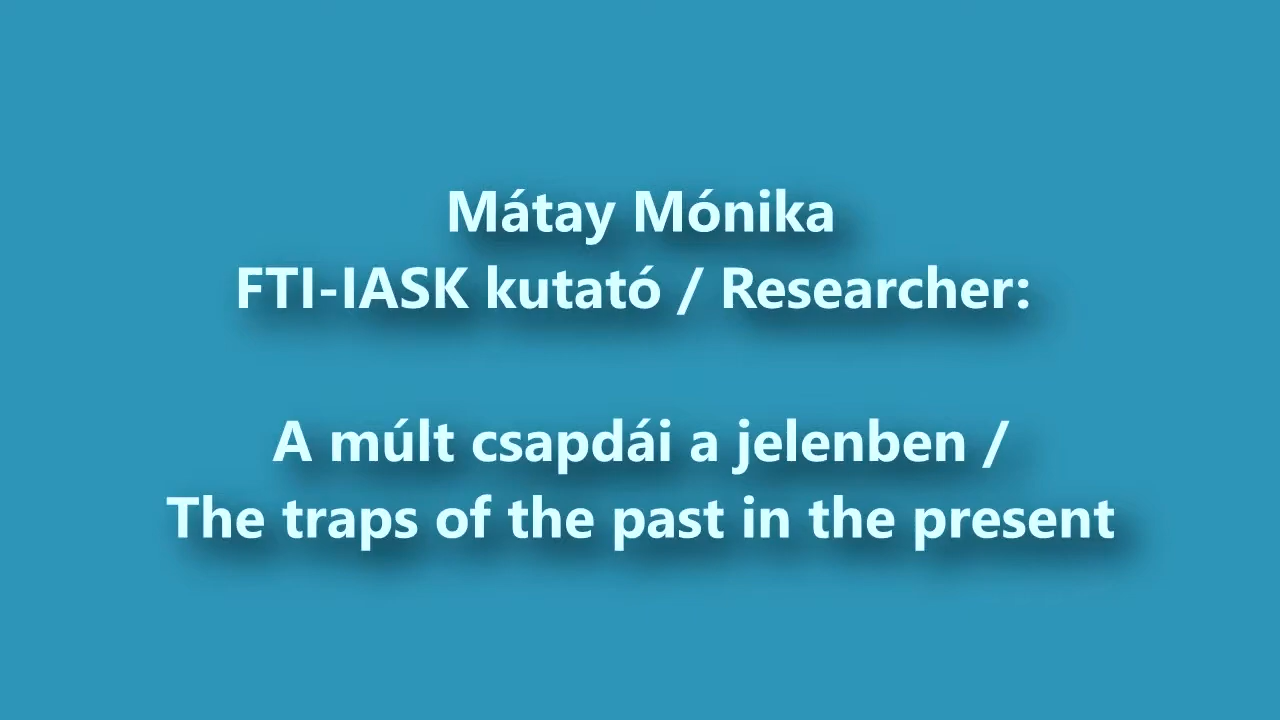 Mátay Mónika
FTI-IASK kutató / Researcher:
A múlt csapdái a jelenben /
The traps of the past in the present